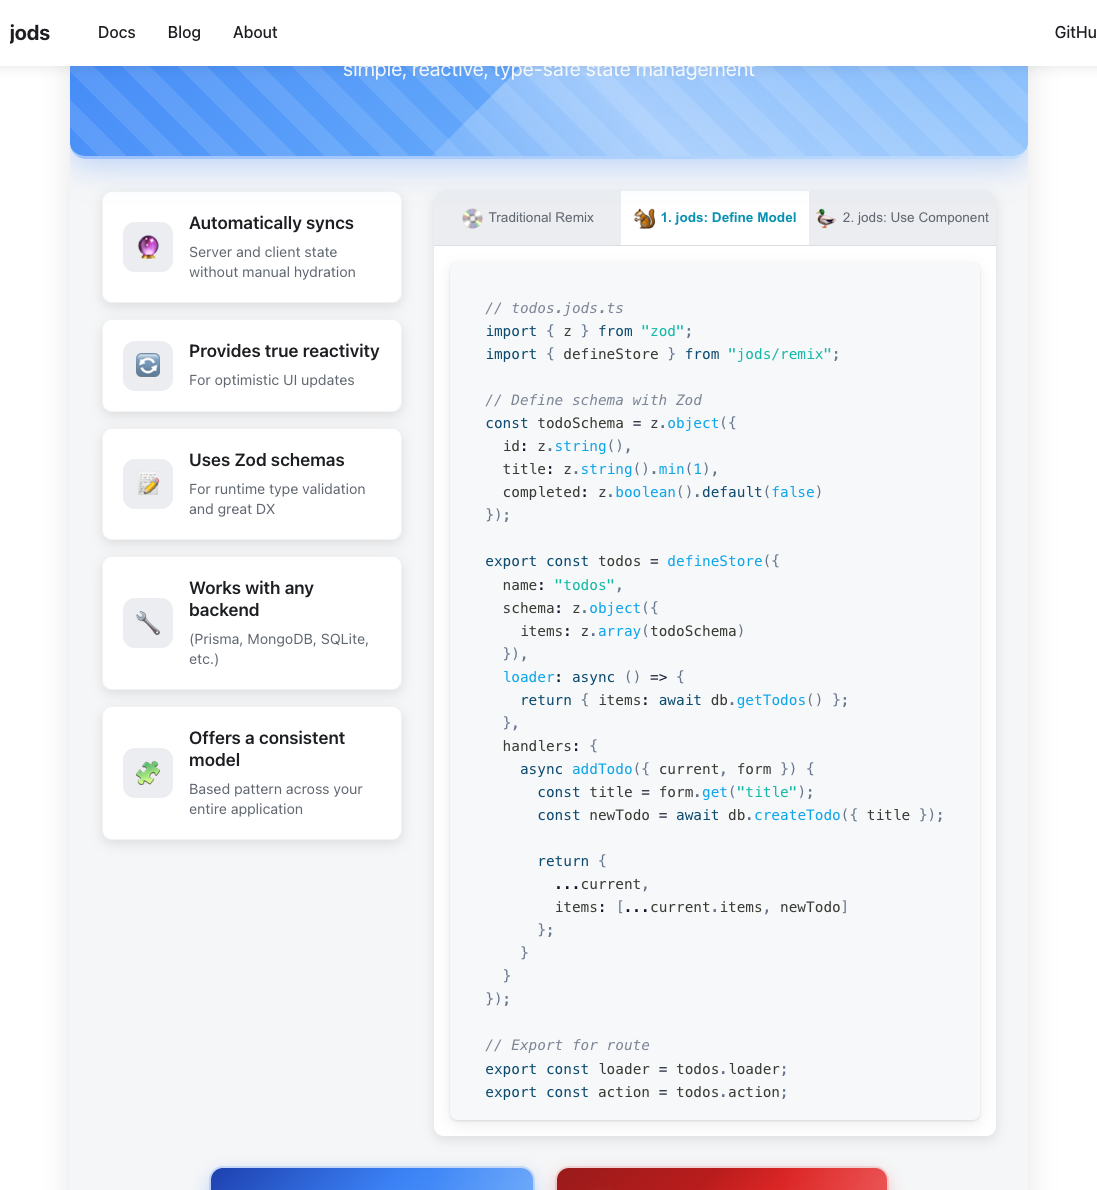 jods
Docs
Blog
About
GitHu
simple, reactive, type-safe state management
Automatically syncs
Server and client state
without manual hydration
Provides true reactivity
For optimistic UI updates
Uses Zod schemas
For runtime type validation
and great DX
Works with any
backend
(Prisma, MongoDB, SQLite,
etc.)
Offers a consistent
model
Based pattern across your
entire application
Traditional Remix
1. jods: Define Model
2. jods: Use Component
// todos.jods.ts
import { z } from "zod";
import { defineStore } from "jods/remix";
// Define schema with Zod
const todoSchema = z.object({
  id: z.string(),
  title: z.string().min(1),
  completed: z.boolean().default(false)
});
export const todos = defineStore({
  name: "todos",
  schema: z.object({
    items: z.array(todoSchema)
  }),
  loader: async () => {
    return { items: await db.getTodos() };
  },
  handlers: {
    async addTodo({ current, form }) {
      const title = form.get("title");
      const newTodo = await db.createTodo({ title });
      return {
        ...current,
        items: [...current.items, newTodo]
      };
    }
  }
});
// Export for route
export const loader = todos.loader;
export const action = todos.action;